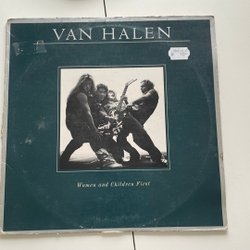 VAN HALEN
Women and Children First